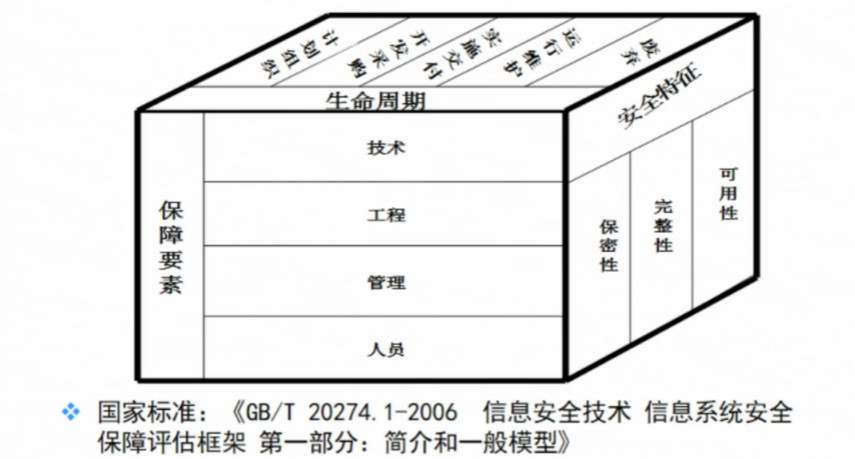 计划组织
开发采购
实施交付
运行维护
废弃
生命周期
安全特征
保障要素
技术
工程
管理
人员
保密性
完整性
可用性
国家标准：《GB/T 20274.1-2006 信息安全技术 信息系统安全
保障评估框架 第一部分：简介和一般模型》